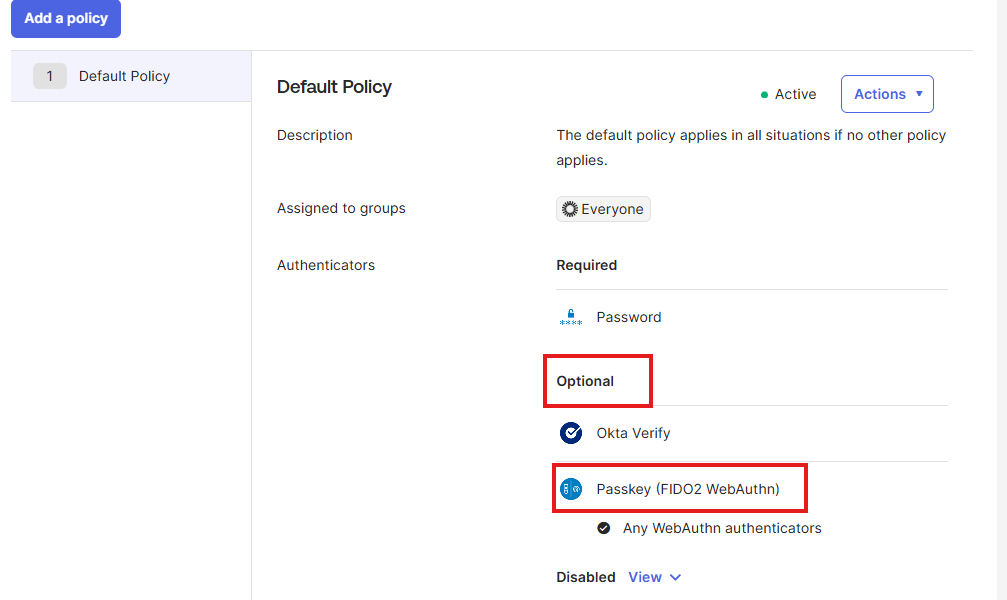 Add a policy
1 Default Policy
Default Policy
Active
Actions
Description
The default policy applies in all situations if no other policy
applies.
Assigned to groups
Everyone
Authenticators
Required
****
Password
Optional
Okta Verify
Passkey (FIDO2 WebAuthn)
Any WebAuthn authenticators
Disabled View